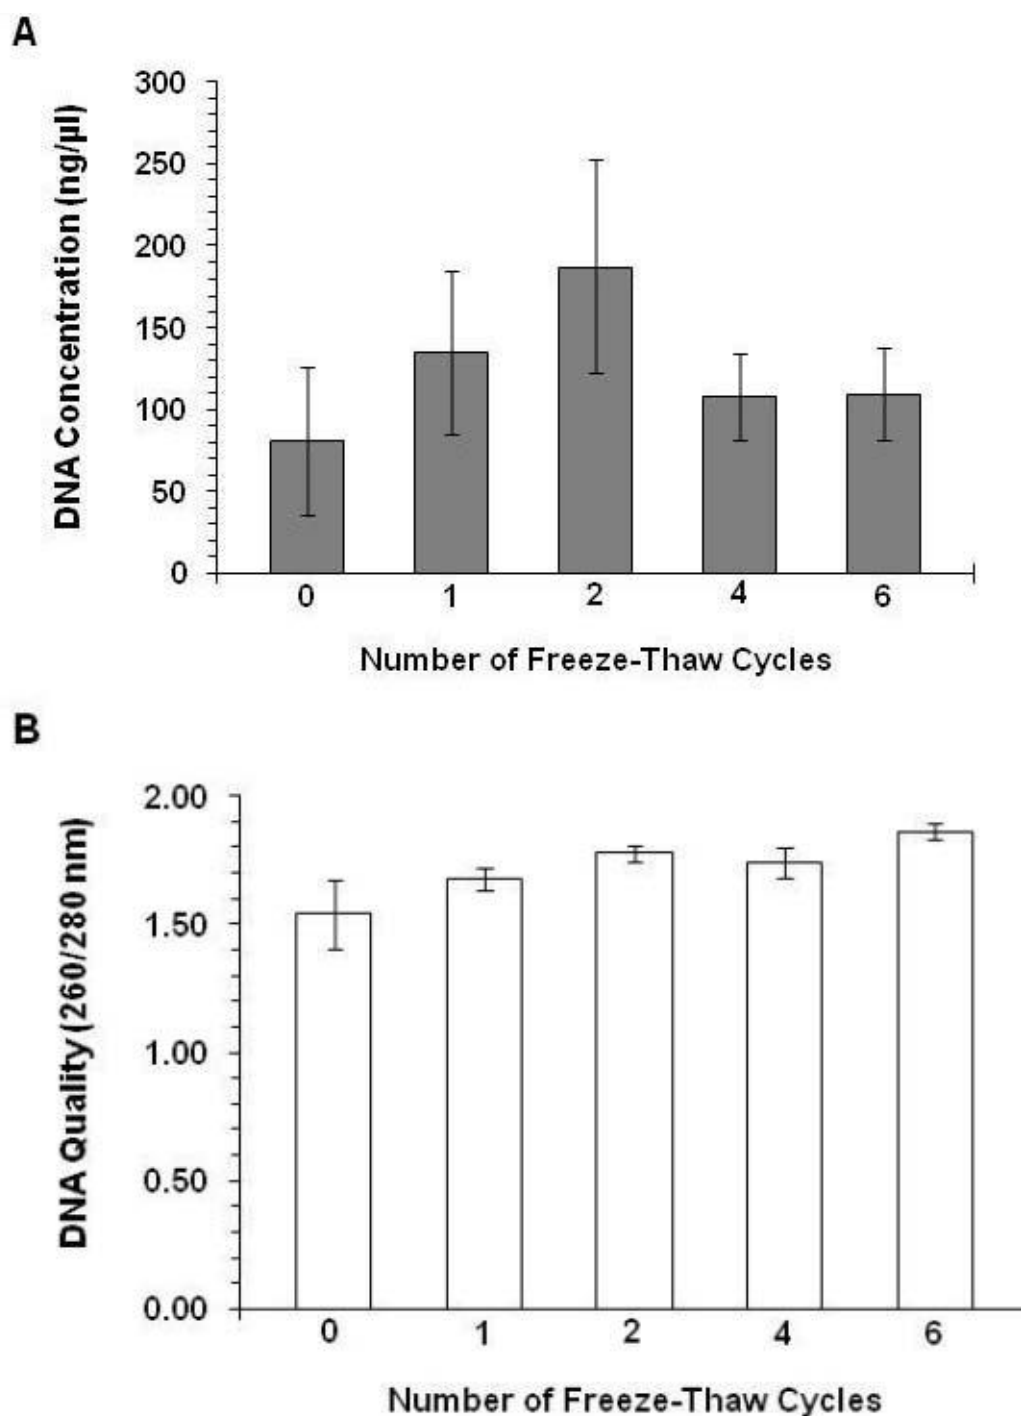 A
DNA Concentration (ng/µl)
300
250
200
150
100
50
0
0 1 2 4 6
Number of Freeze-Thaw Cycles
B
DNA Quality (260/280 nm)
2.00
1.50
1.00
0.50
0.00
0 1 2 4 6
Number of Freeze-Thaw Cycles